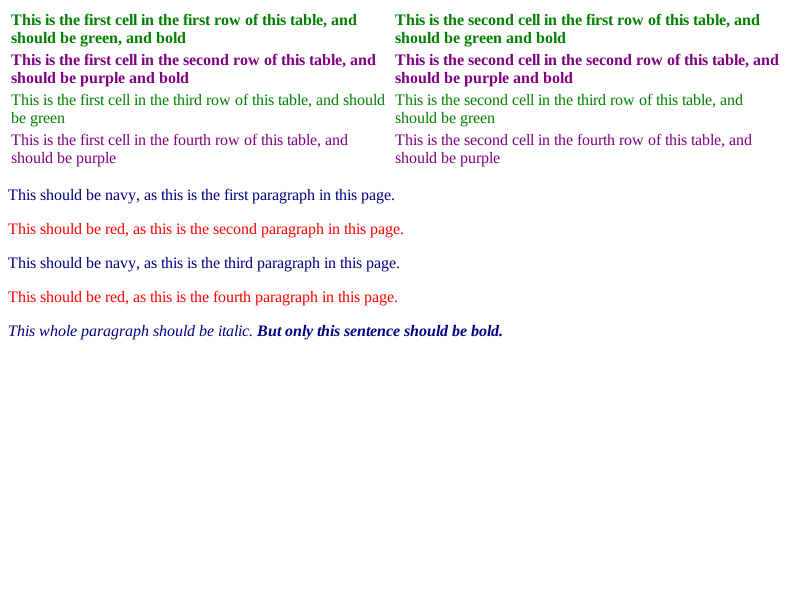 This is the first cell in the first row of this table, and
should be green, and bold
This is the second cell in the first row of this table, and
should be green and bold
This is the first cell in the second row of this table, and
should be purple and bold
This is the second cell in the second row of this table, and
should be purple and bold
This is the first cell in the third row of this table, and should
be green
This is the second cell in the third row of this table, and
should be green
This is the first cell in the fourth row of this table, and
should be purple
This is the second cell in the fourth row of this table, and
should be purple
This should be navy, as this is the first paragraph in this page.
This should be red, as this is the second paragraph in this page.
This should be navy, as this is the third paragraph in this page.
This should be red, as this is the fourth paragraph in this page.
This whole paragraph should be italic. But only this sentence should be bold.